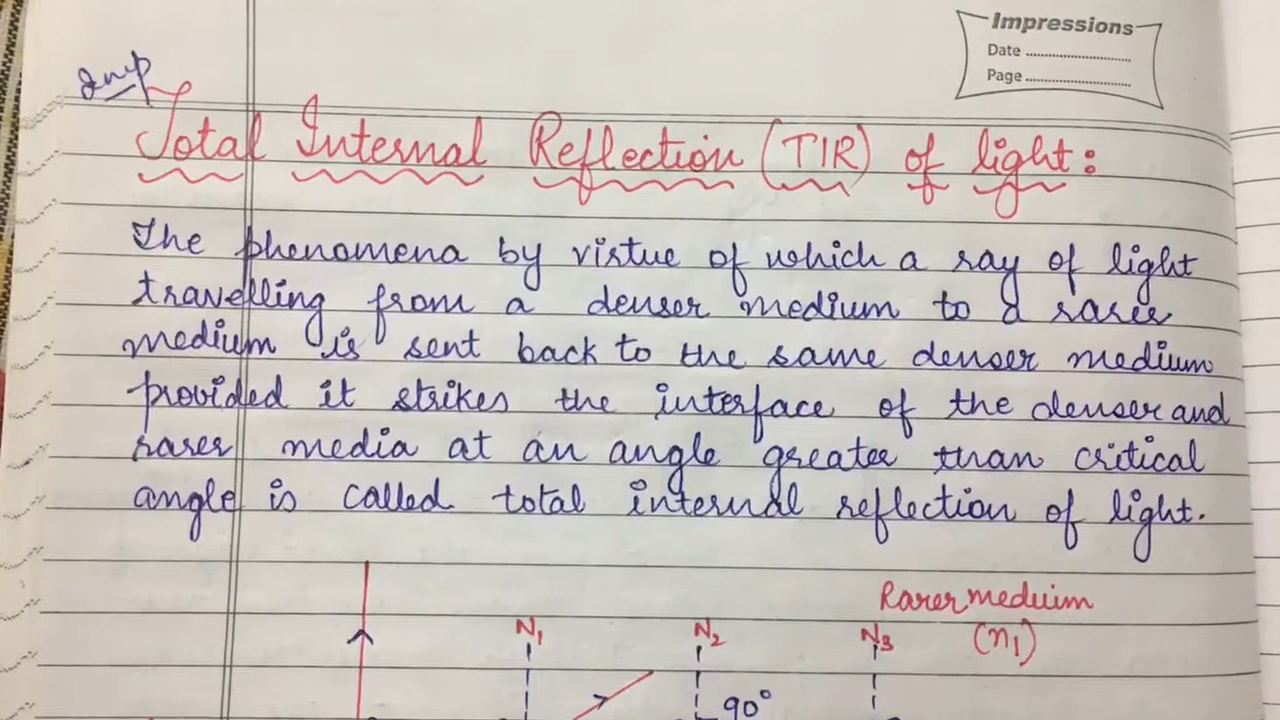 Impressions
Date
Page
Imp
Total Internal Reflection (TIR) of light:
The phenomena by virtue of which a ray of light
travelling from a denser medium to a rarer
medium is sent back to the same denser medium
provided it strikes the interface of the denser and
rarer media at an angle greater than critical
angle is called total internal reflection of light.
Rarer meduim
N₁ N₂ N₃ (n₁)
90°